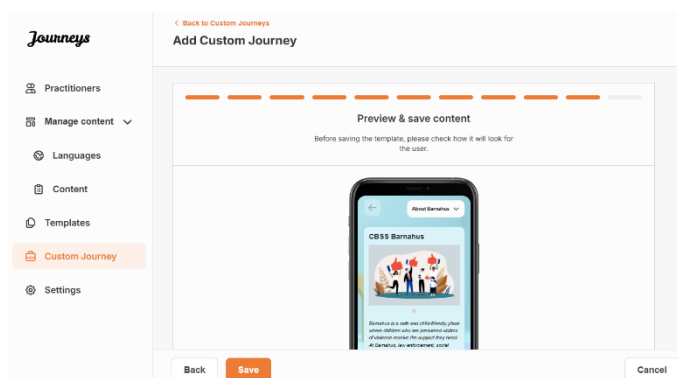 < Back to Custom Journeys
Journeys
Add Custom Journey
Practitioners
Manage content
Languages
Content
Templates
Custom Journey
Settings
Preview & save content
Before saving the template, please check how it will look for
the user.
About Barnahus
CBSS Barnahus
Barnahus is a safe and child-friendly place
where children who are presumed victims
of violence receive the support they need.
At Barnahus, law enforcement, social
Back
Save
Cancel